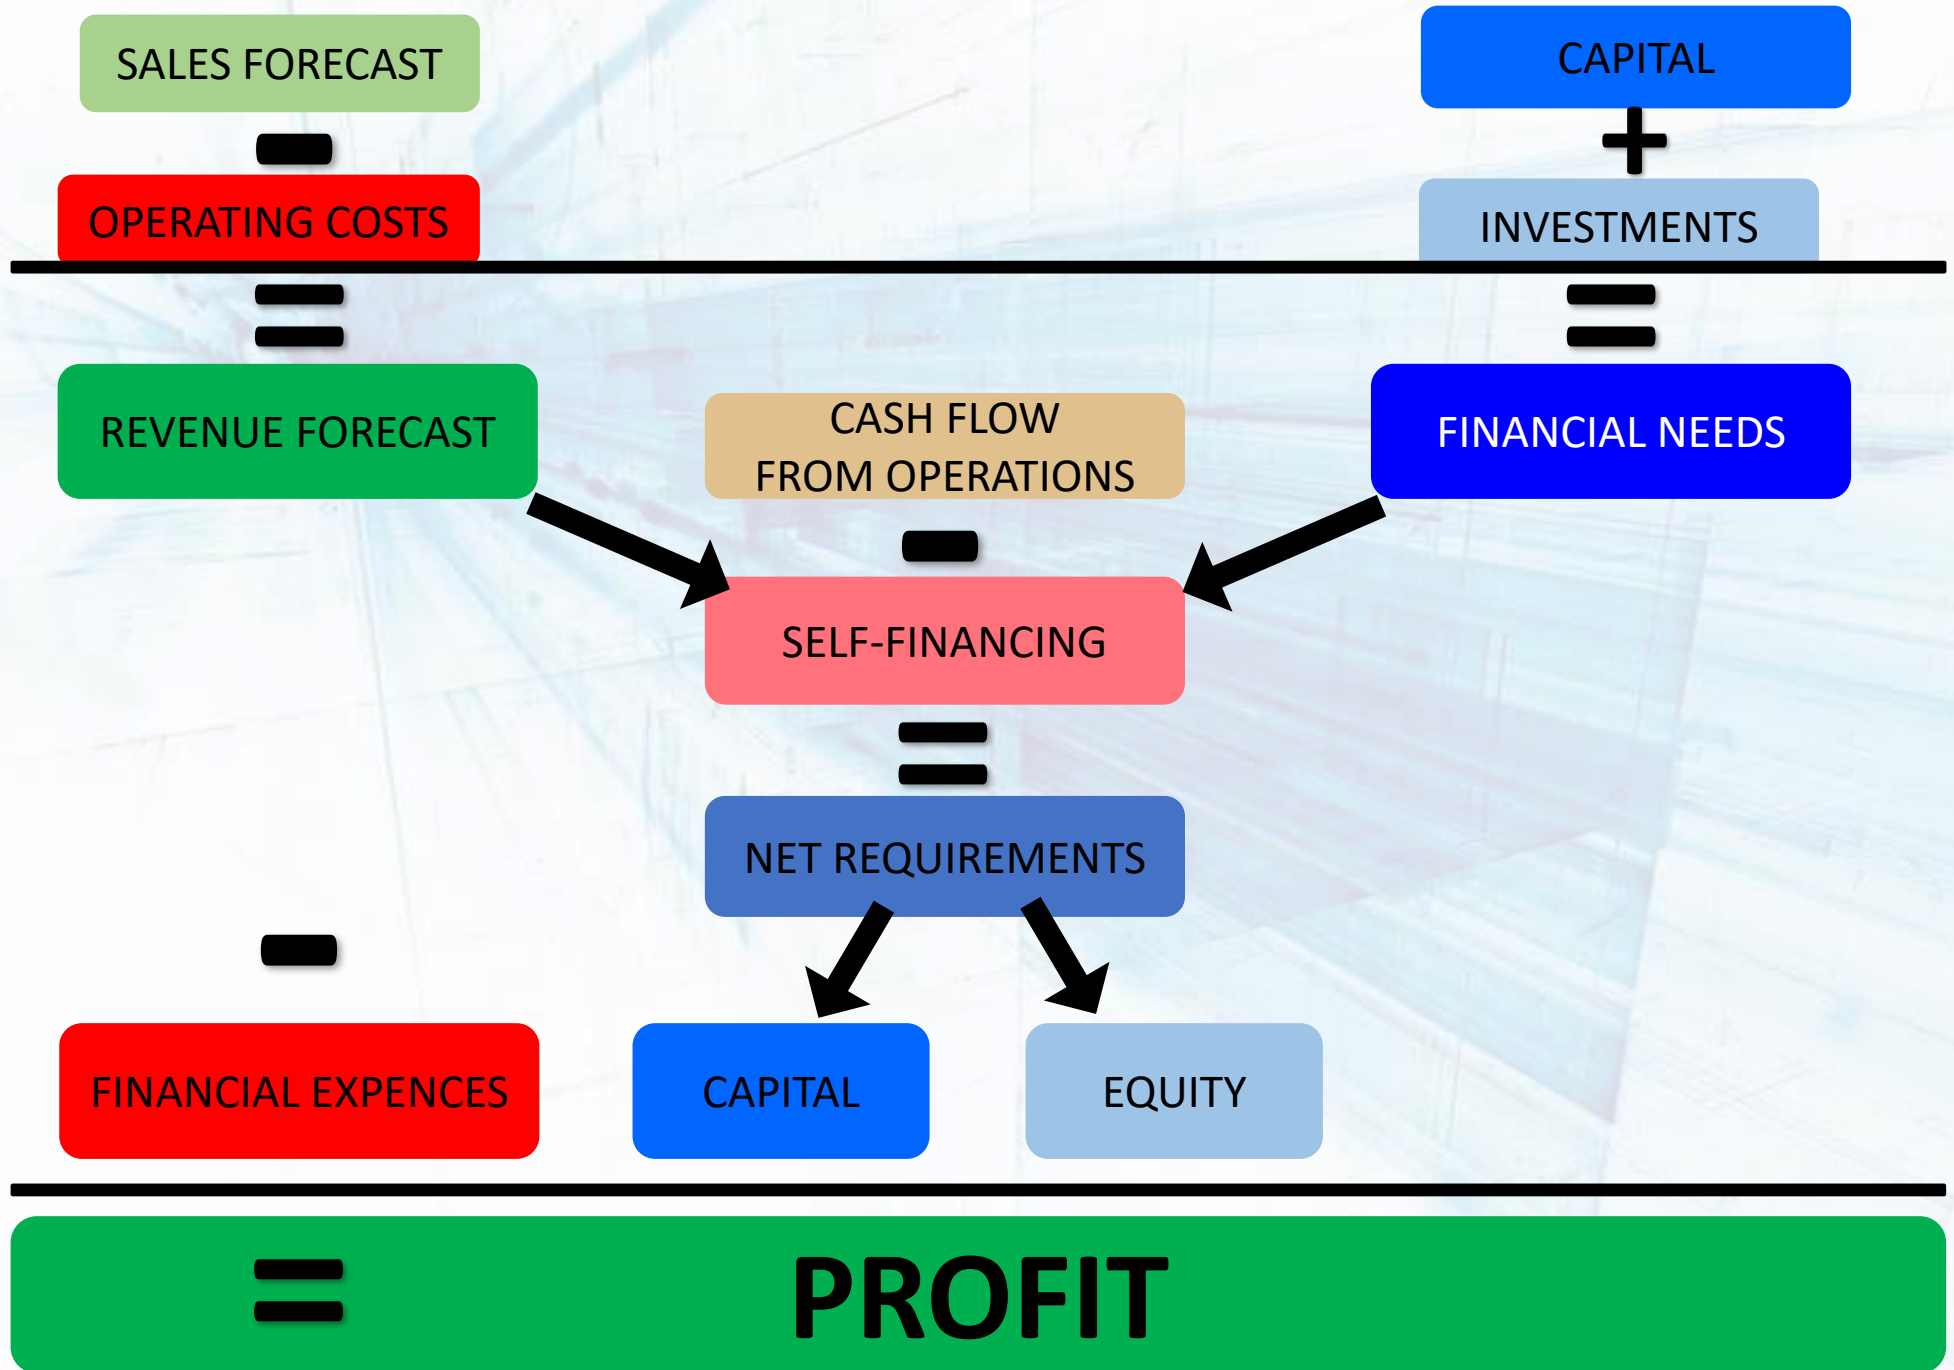 SALES FORECAST
CAPITAL
+
-
OPERATING COSTS
INVESTMENTS
=
=
REVENUE FORECAST
CASH FLOW
FROM OPERATIONS
FINANCIAL NEEDS
-
SELF-FINANCING
=
NET REQUIREMENTS
-
FINANCIAL EXPENCES
CAPITAL
EQUITY
= PROFIT